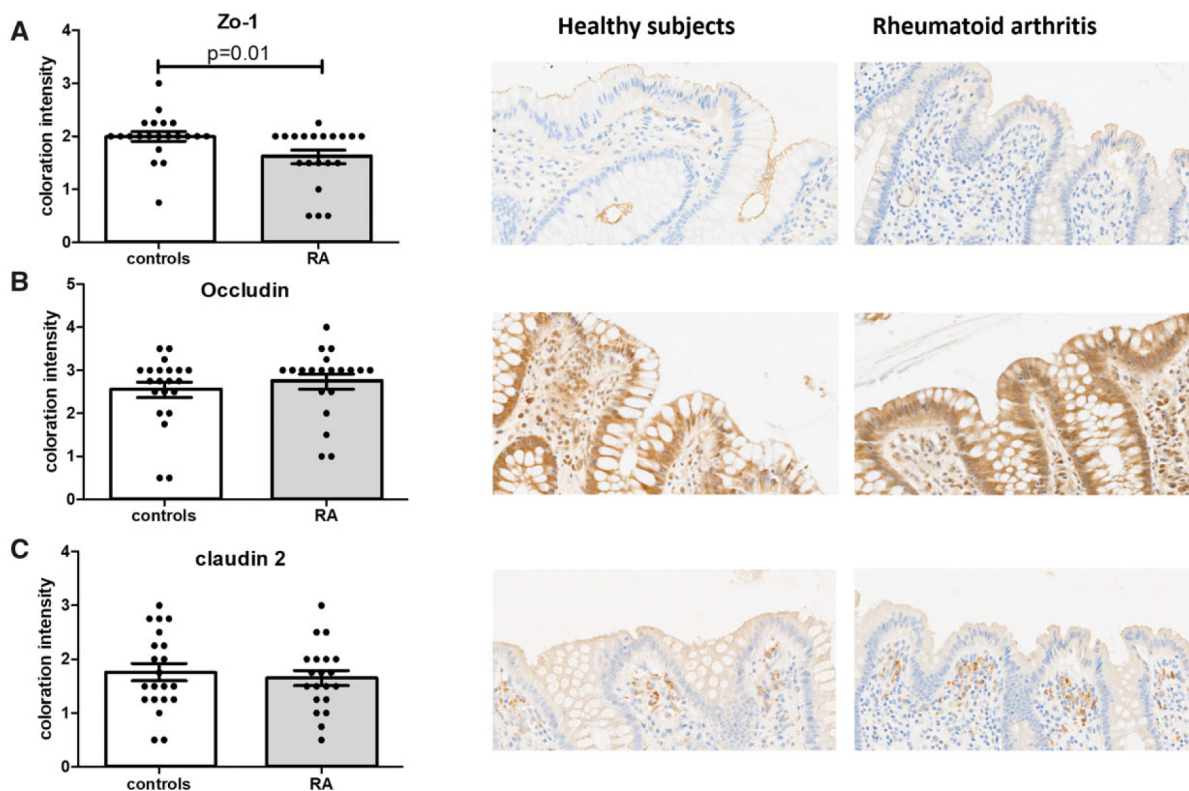 A
Zo-1
p=0.01
coloration intensity
4
3
2
1
0
controls RA
Healthy subjects
Rheumatoid arthritis
B
Occludin
coloration intensity
5
4
3
2
1
0
controls RA
C
claudin 2
coloration intensity
4
3
2
1
0
controls RA